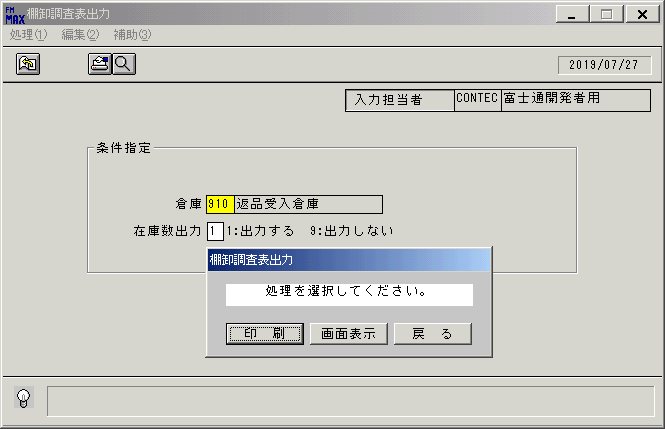 FM MAX 棚卸調査表出力
処理(1) 編集(2) 補助(3)
2019/07/27
入力担当者 CONTEC 富士通開発者用
条件指定
倉庫 910 返品受入倉庫
在庫数出力 1 1:出力する 9:出力しない
棚卸調査表出力
処理を選択してください。
印 刷 画面表示 戻 る